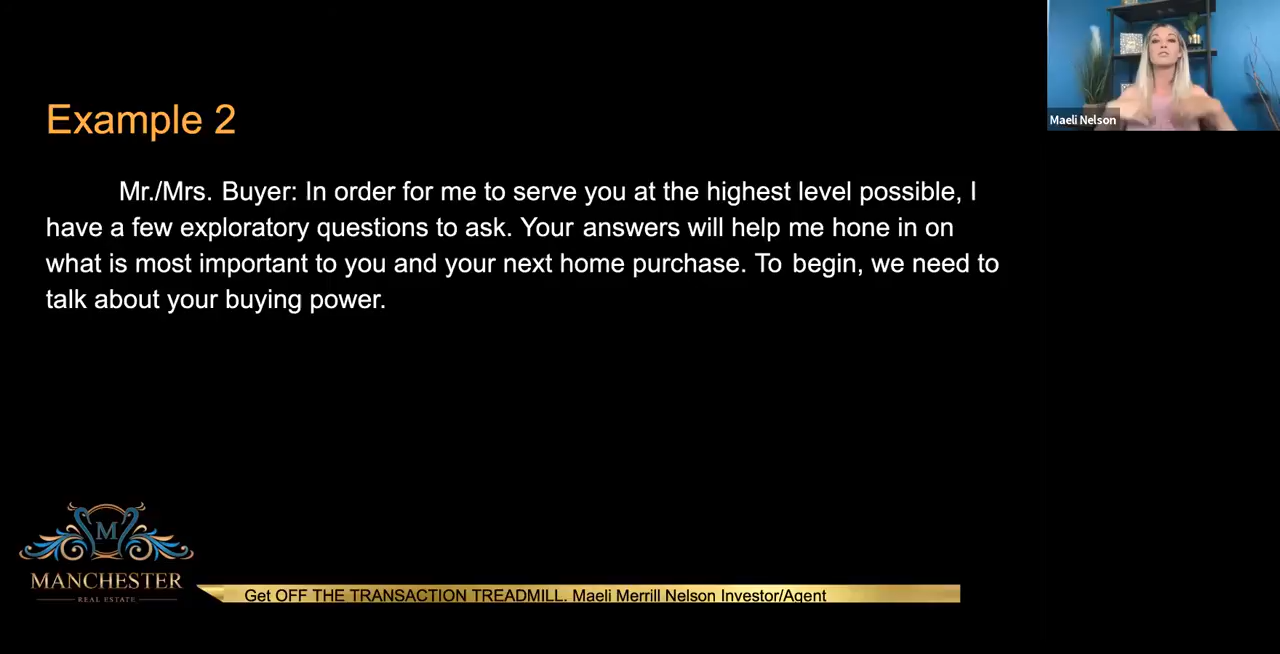 Maeli Nelson
Example 2
Mr./Mrs. Buyer: In order for me to serve you at the highest level possible, I
have a few exploratory questions to ask. Your answers will help me hone in on
what is most important to you and your next home purchase. To begin, we need to
talk about your buying power.
M
MANCHESTER
REAL ESTATE
Get OFF THE TRANSACTION TREADMILL. Maeli Merrill Nelson Investor/Agent